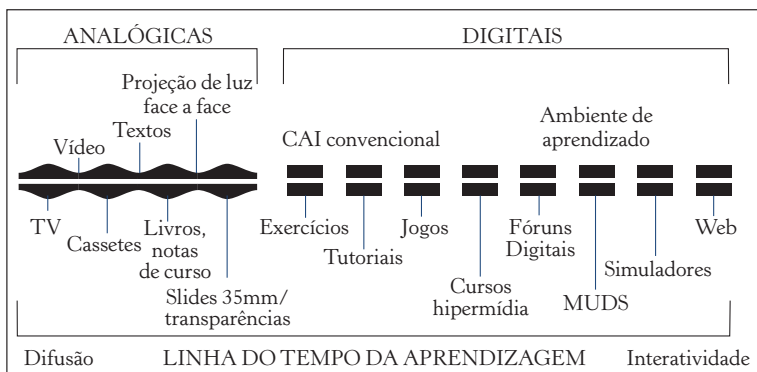 ANALÓGICAS
DIGITAIS
Projeção de luz
face a face
Textos
Vídeo
CAI convencional
Ambiente de
aprendizado
TV
Cassetes
Livros,
notas
de curso
Slides 35mm/
transparências
Exercícios
Tutoriais
Jogos
Cursos
hipermídia
Fóruns
Digitais
MUDS
Simuladores
Web
Difusão
LINHA DO TEMPO DA APRENDIZAGEM
Interatividade